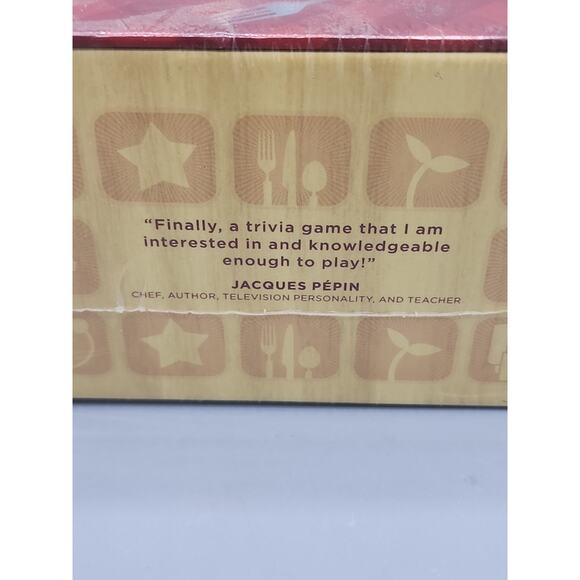 “Finally, a trivia game that I am
interested in and knowledgeable
enough to play!”
JACQUES PÉPIN
CHEF, AUTHOR, TELEVISION PERSONALITY, AND TEACHER